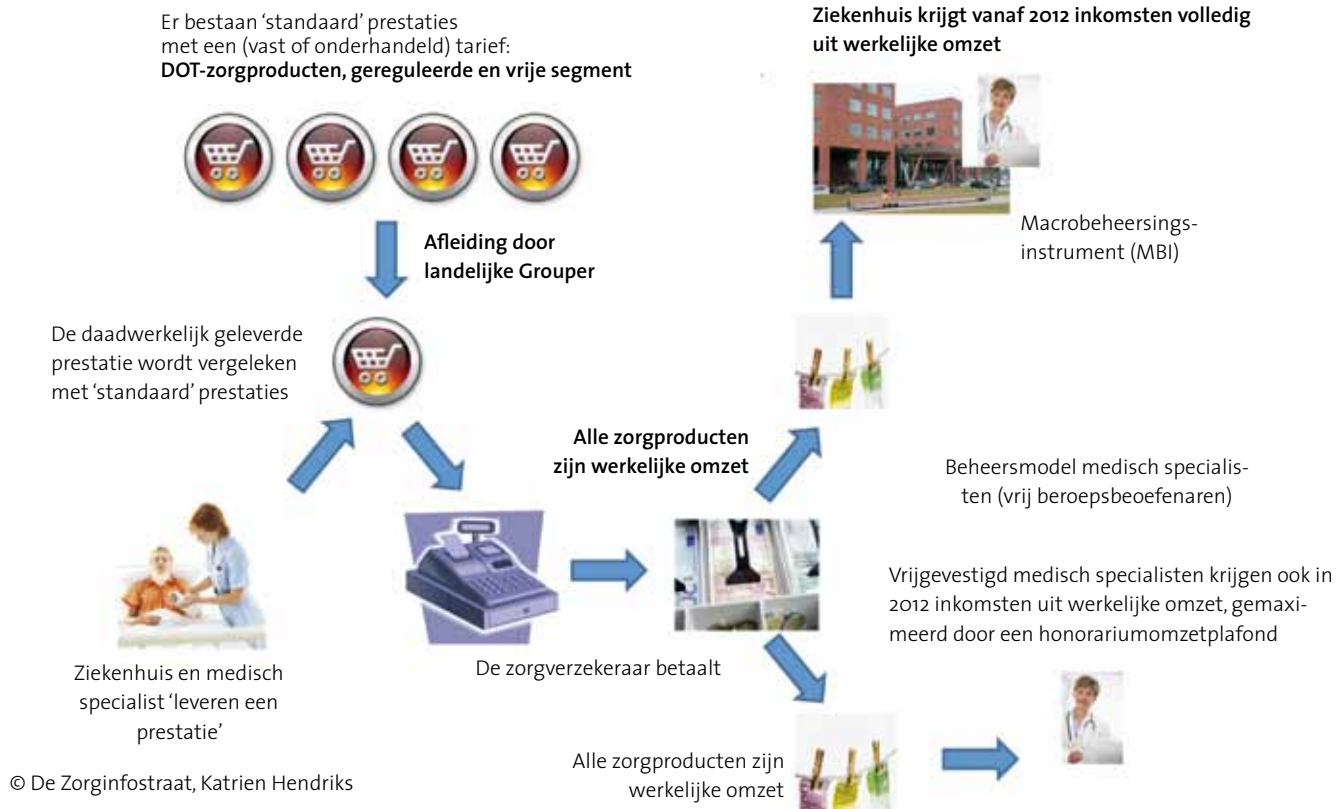 Er bestaan ‘standaard’ prestaties
met een (vast of onderhandeld) tarief:
DOT-zorgproducten, gereguleerde en vrije segment
Ziekenhuis krijgt vanaf 2012 inkomsten volledig
uit werkelijke omzet
Afleiding door
landelijke Grouper
Macrobeheersings-
instrument (MBI)
De daadwerkelijk geleverde
prestatie wordt vergeleken
met ‘standaard’ prestaties
Alle zorgproducten
zijn werkelijke omzet
Beheersmodel medisch specialis-
ten (vrij beroepsbeoefenaren)
Vrijgevestigd medisch specialisten krijgen ook in
2012 inkomsten uit werkelijke omzet, gemaxi-
meerd door een honorariumomzetplafond
Ziekenhuis en medisch
specialist ‘leveren een
prestatie’
De zorgverzekeraar betaalt
Alle zorgproducten zijn
werkelijke omzet
© De Zorginfostraat, Katrien Hendriks